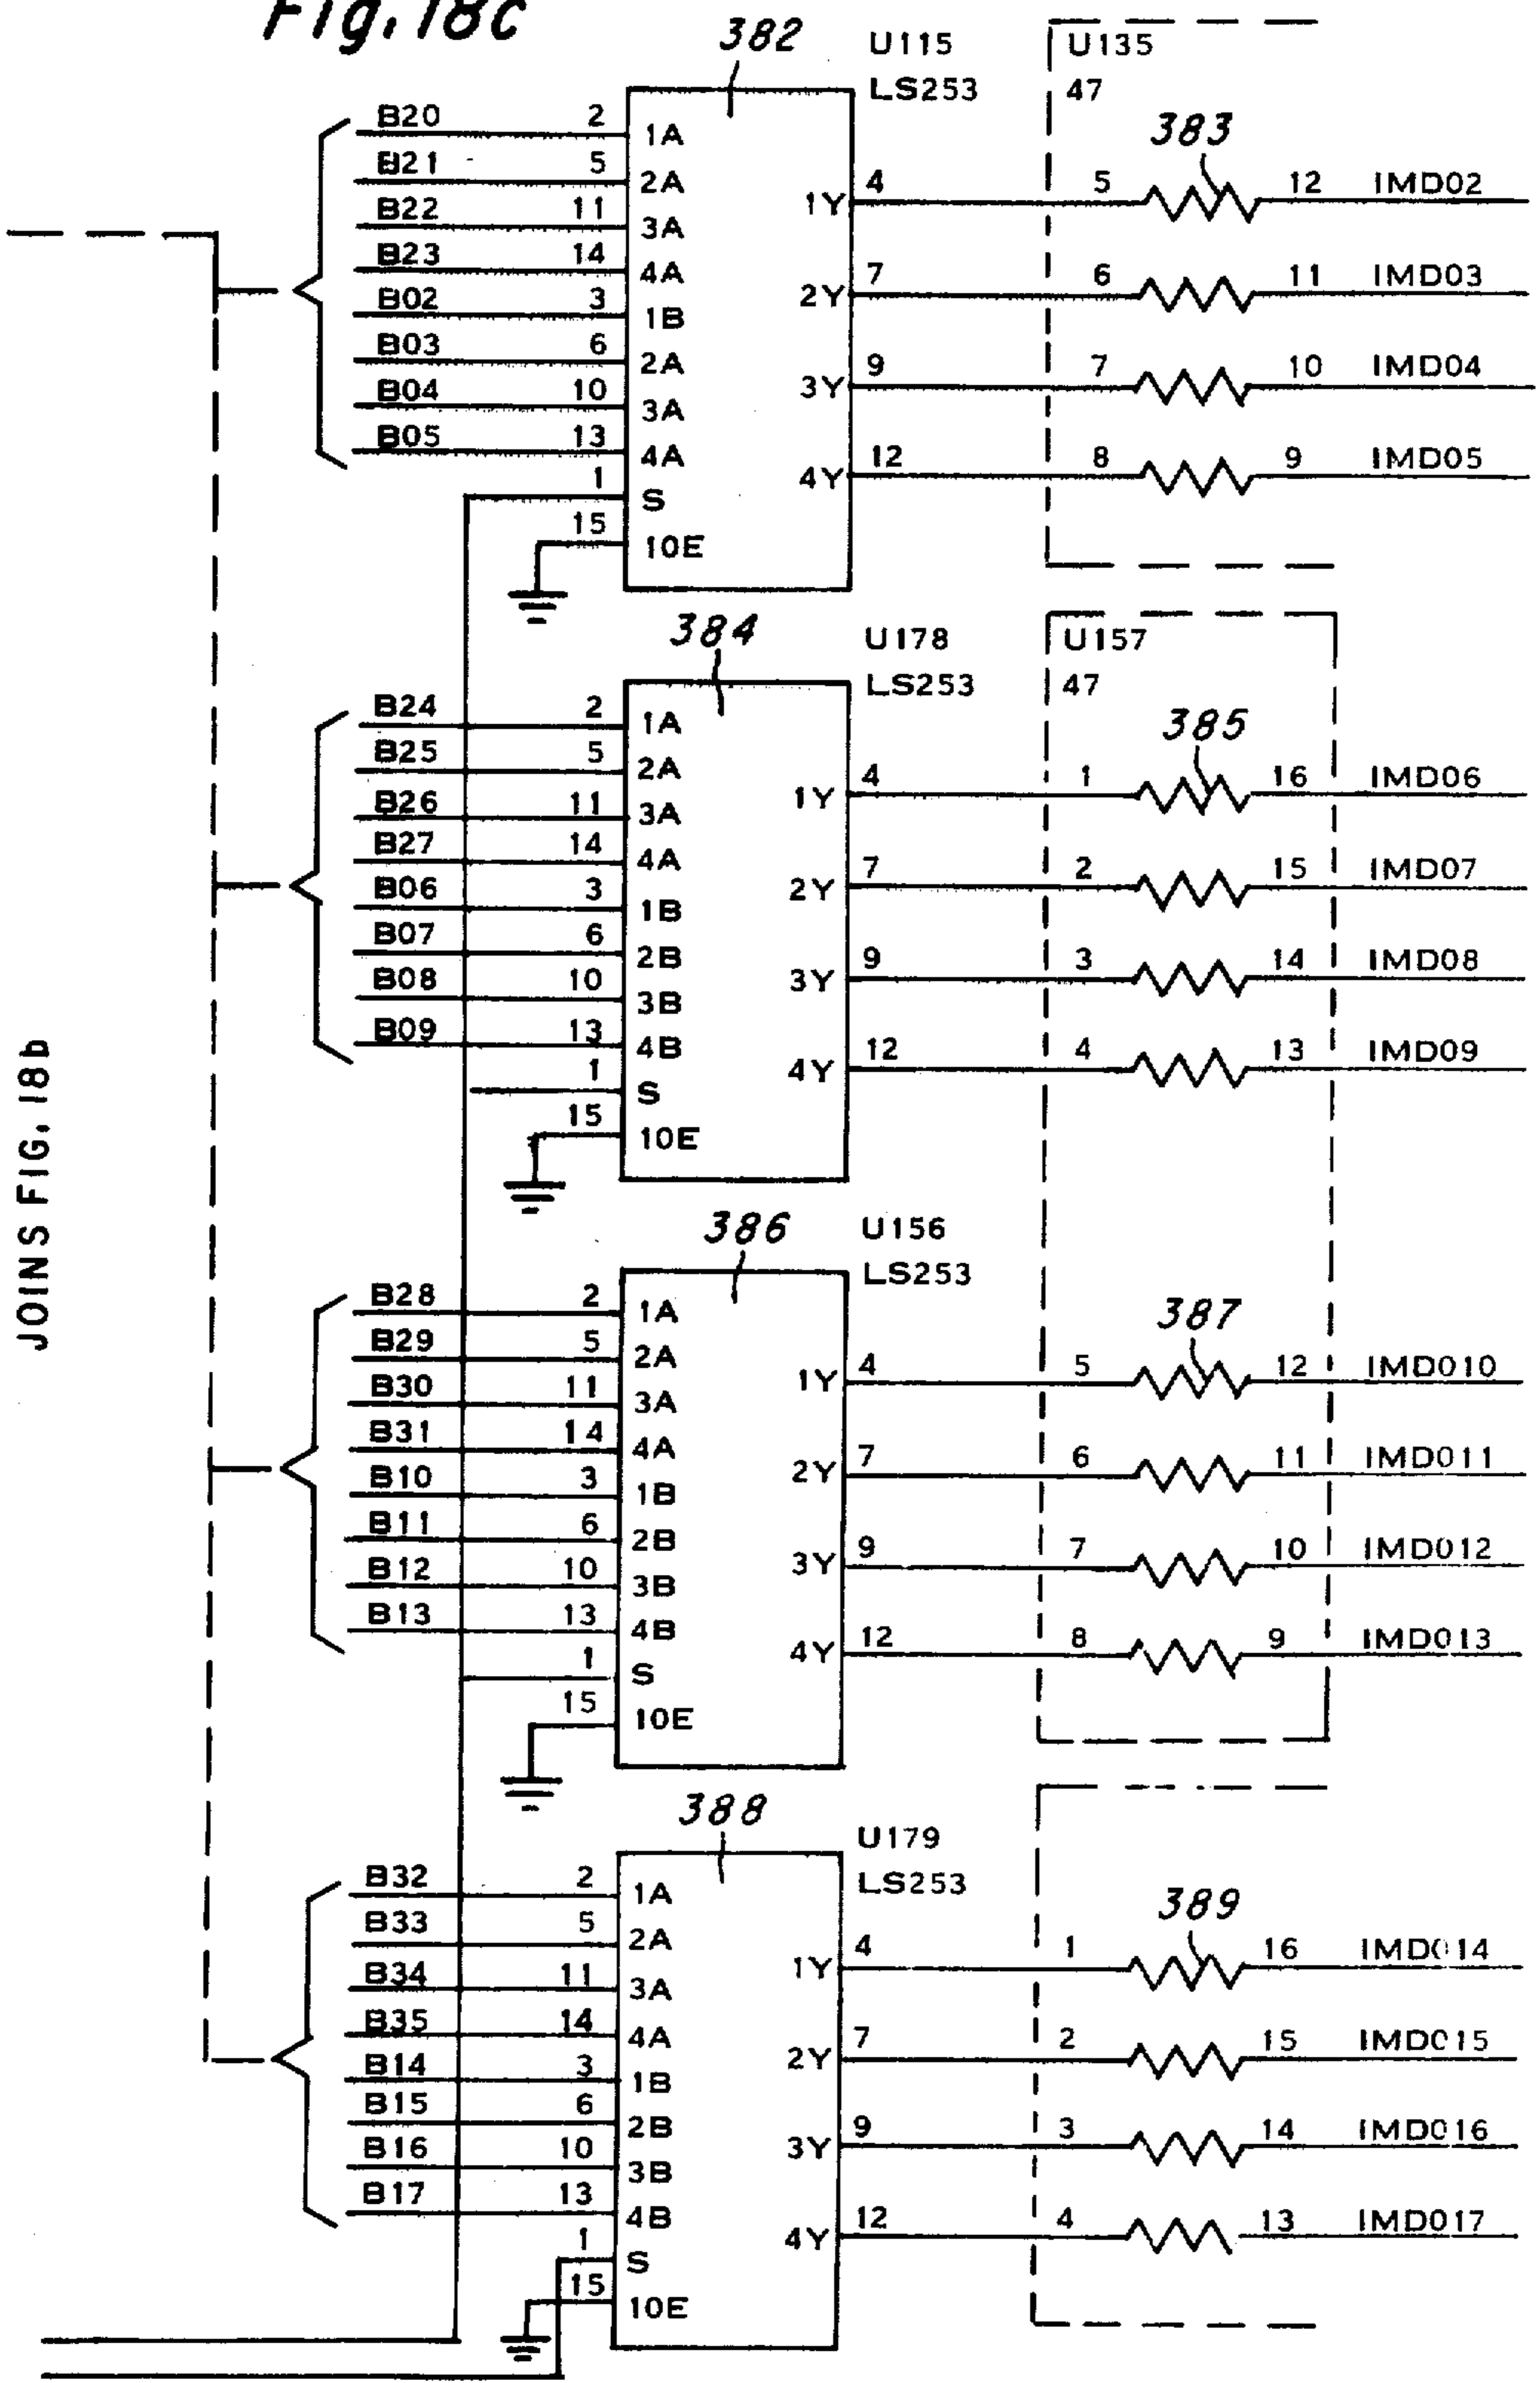 Fig. 18c
382
U115
LS253
U135
47
383
B20 2 1A
B21 5 2A
B22 11 3A
B23 14 4A
B02 3 1B
B03 6 2A
B04 10 3A
B05 13 4A
1 S
15 10E
1Y 4 5 12 IMD02
2Y 7 6 11 IMD03
3Y 9 7 10 IMD04
4Y 12 8 9 IMD05
384
U178
LS253
U157
47
385
B24 2 1A
B25 5 2A
B26 11 3A
B27 14 4A
B06 3 1B
B07 6 2B
B08 10 3B
B09 13 4B
1 S
15 10E
1Y 4 1 16 IMD06
2Y 7 2 15 IMD07
3Y 9 3 14 IMD08
4Y 12 4 13 IMD09
JOINS FIG. 18b
386
U156
LS253
387
B28 2 1A
B29 5 2A
B30 11 3A
B31 14 4A
B10 3 1B
B11 6 2B
B12 10 3B
B13 13 4B
1 S
15 10E
1Y 4 5 12 IMD010
2Y 7 6 11 IMD011
3Y 9 7 10 IMD012
4Y 12 8 9 IMD013
388
U179
LS253
389
B32 2 1A
B33 5 2A
B34 11 3A
B35 14 4A
B14 3 1B
B15 6 2B
B16 10 3B
B17 13 4B
1 S
15 10E
1Y 4 1 16 IMD014
2Y 7 2 15 IMD015
3Y 9 3 14 IMD016
4Y 12 4 13 IMD017